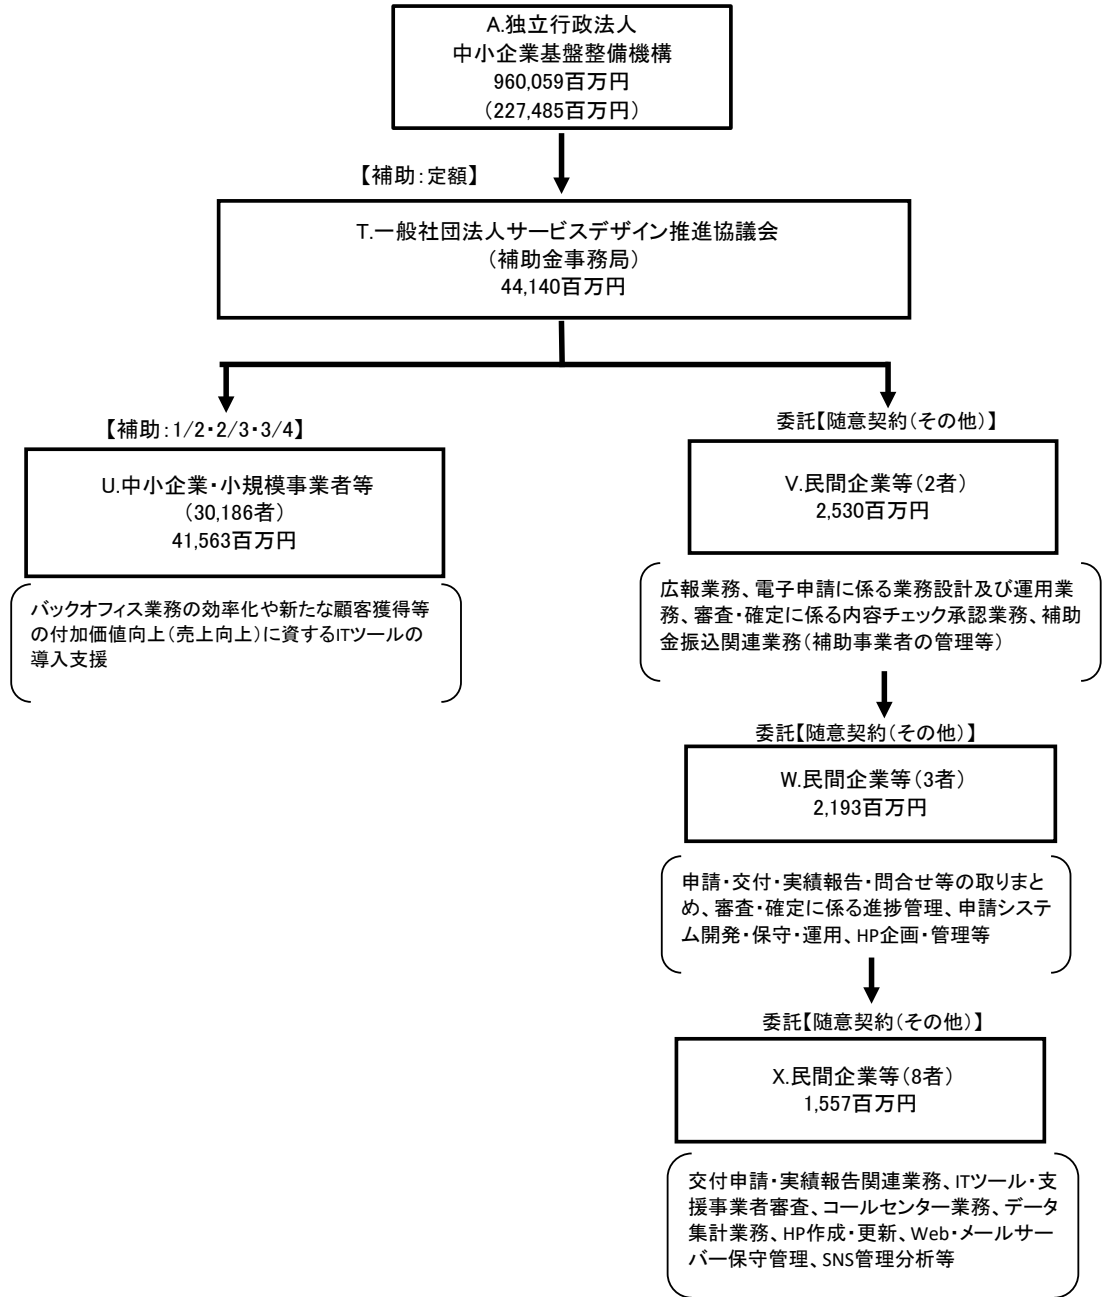 A.独立行政法人
中小企業基盤整備機構
960,059百万円
(227,485百万円)
【補助:定額】
T.一般社団法人サービスデザイン推進協議会
(補助金事務局)
44,140百万円
【補助:1/2・2/3・3/4】
U.中小企業・小規模事業者等
(30,186者)
41,563百万円
バックオフィス業務の効率化や新たな顧客獲得等
の付加価値向上(売上向上)に資するITツールの
導入支援
委託【随意契約(その他)】
V.民間企業等(2者)
2,530百万円
広報業務、電子申請に係る業務設計及び運用業
務、審査・確定に係る内容チェック承認業務、補助
金振込関連業務(補助事業者の管理等)
委託【随意契約(その他)】
W.民間企業等(3者)
2,193百万円
申請・交付・実績報告・問合せ等の取りまと
め、審査・確定に係る進捗管理、申請システ
ム開発・保守・運用、HP企画・管理等
委託【随意契約(その他)】
X.民間企業等(8者)
1,557百万円
交付申請・実績報告関連業務、ITツール・支
援事業者審査、コールセンター業務、データ
集計業務、HP作成・更新、Web・メールサー
バー保守管理、SNS管理分析等